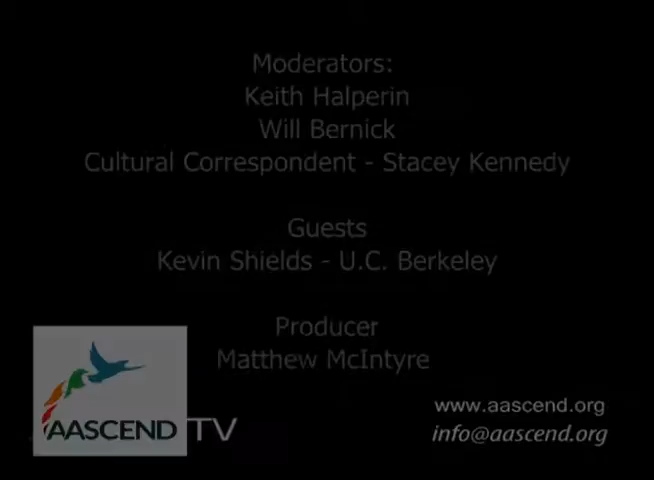 Moderators:
Keith Halperin
Will Bernick
Cultural Correspondent - Stacey Kennedy
Guests
Kevin Shields - U.C. Berkeley
Producer
Matthew McIntyre
AASCEND TV
www.aascend.org
info@aascend.org